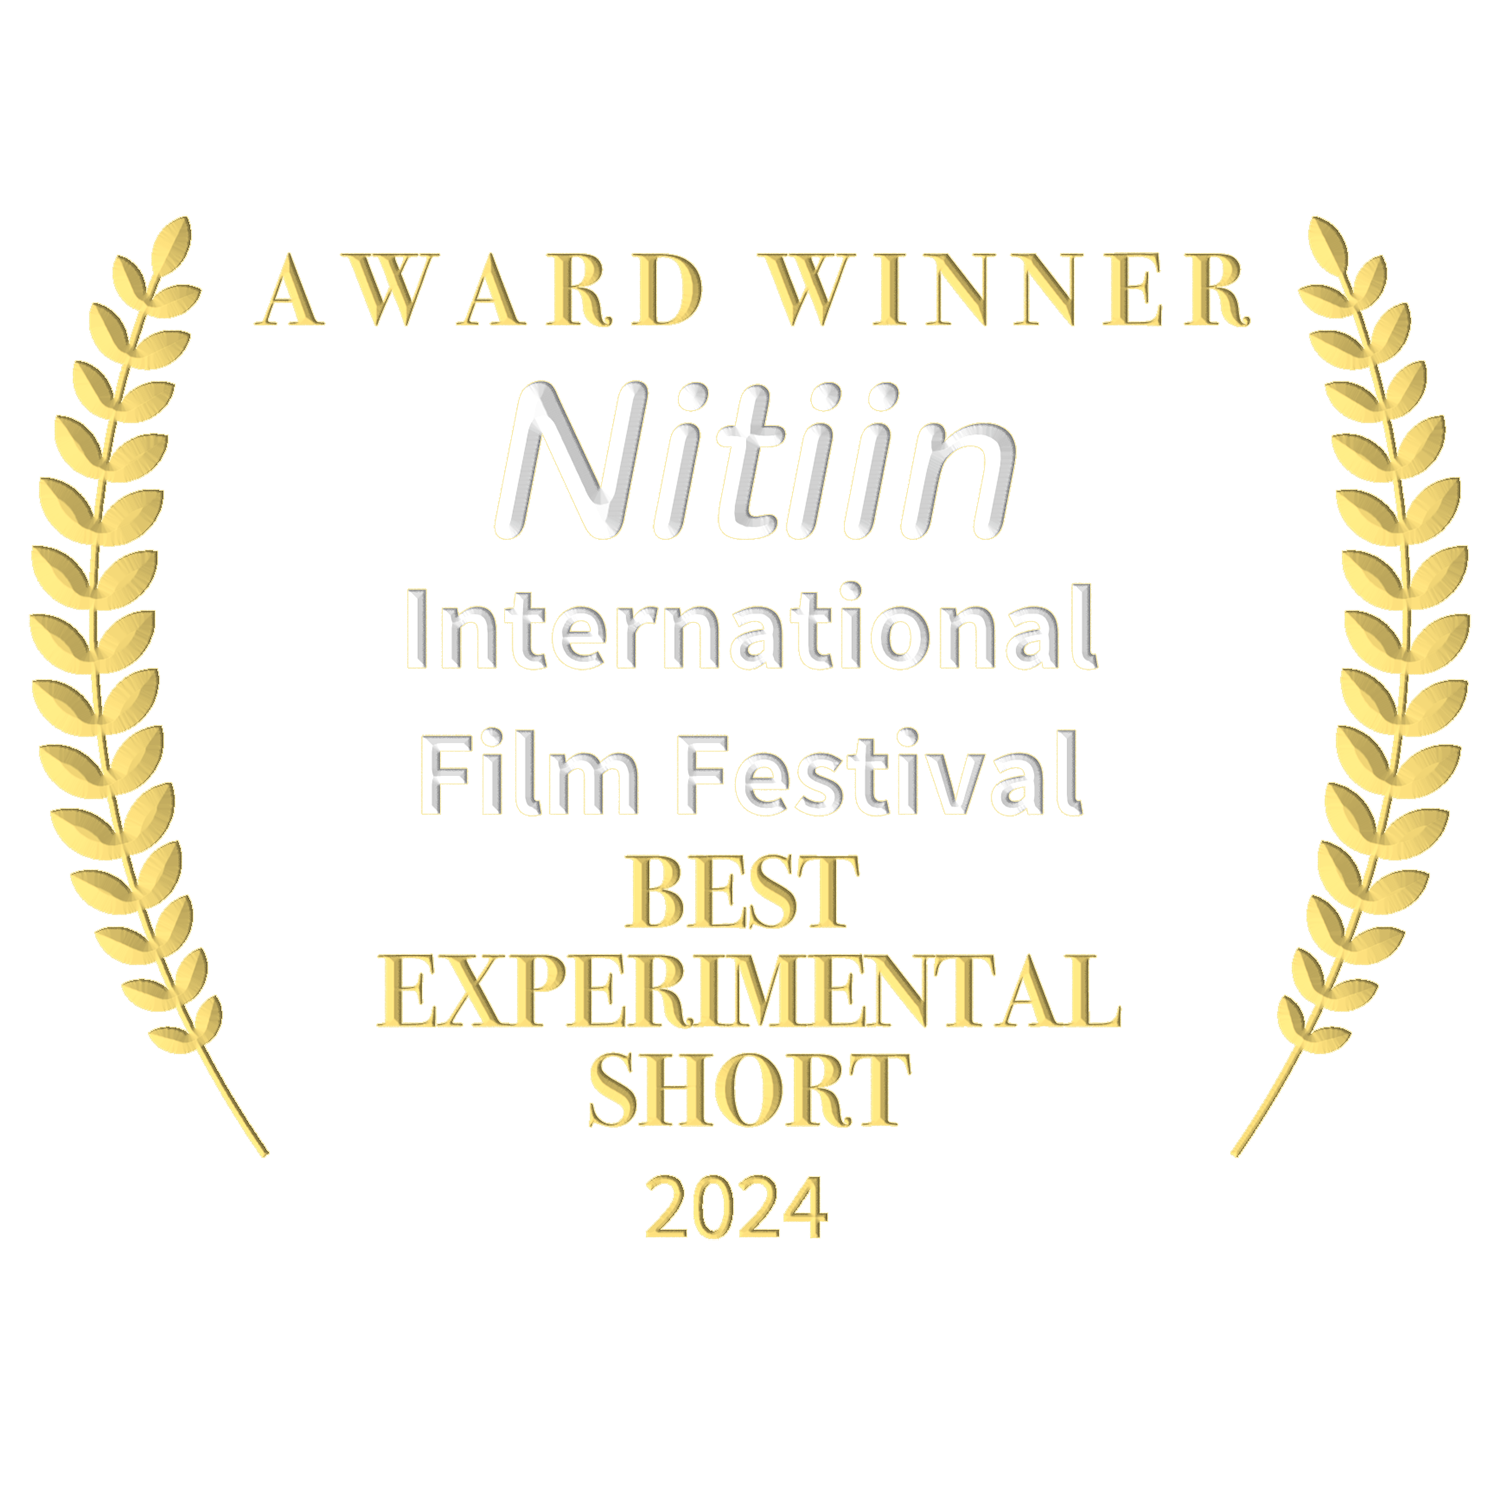 AWARD WINNER
Nitiin
International
Film Festival
BEST
EXPERIMENTAL
SHORT
2024